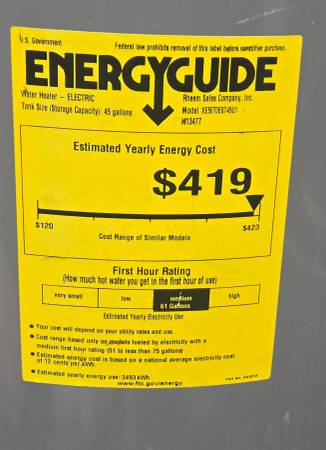 U.S. Government
Federal law prohibits removal of this label before consumer purchase.
ENERGYGUIDE
Water Heater – ELECTRIC
Tank Size (Storage Capacity): 45 gallons
Rheem Sales Company, Inc.
Model XE50T06ST45U1
M13477
Estimated Yearly Energy Cost
$419
$120
$423
Cost Range of Similar Models
First Hour Rating
(How much hot water you get in the first hour of use)
very small
low
medium
61 Gallons
high
Estimated Yearly Electricity Use
• Your cost will depend on your utility rates and use.
• Cost range based only on models fueled by electricity with a
medium first hour rating (51 to less than 75 gallons)
• Estimated energy cost is based on a national average electricity cost
of 12 cents per kWh.
• Estimated yearly energy use: 3493 kWh
www.ftc.gov/energy
Part No.